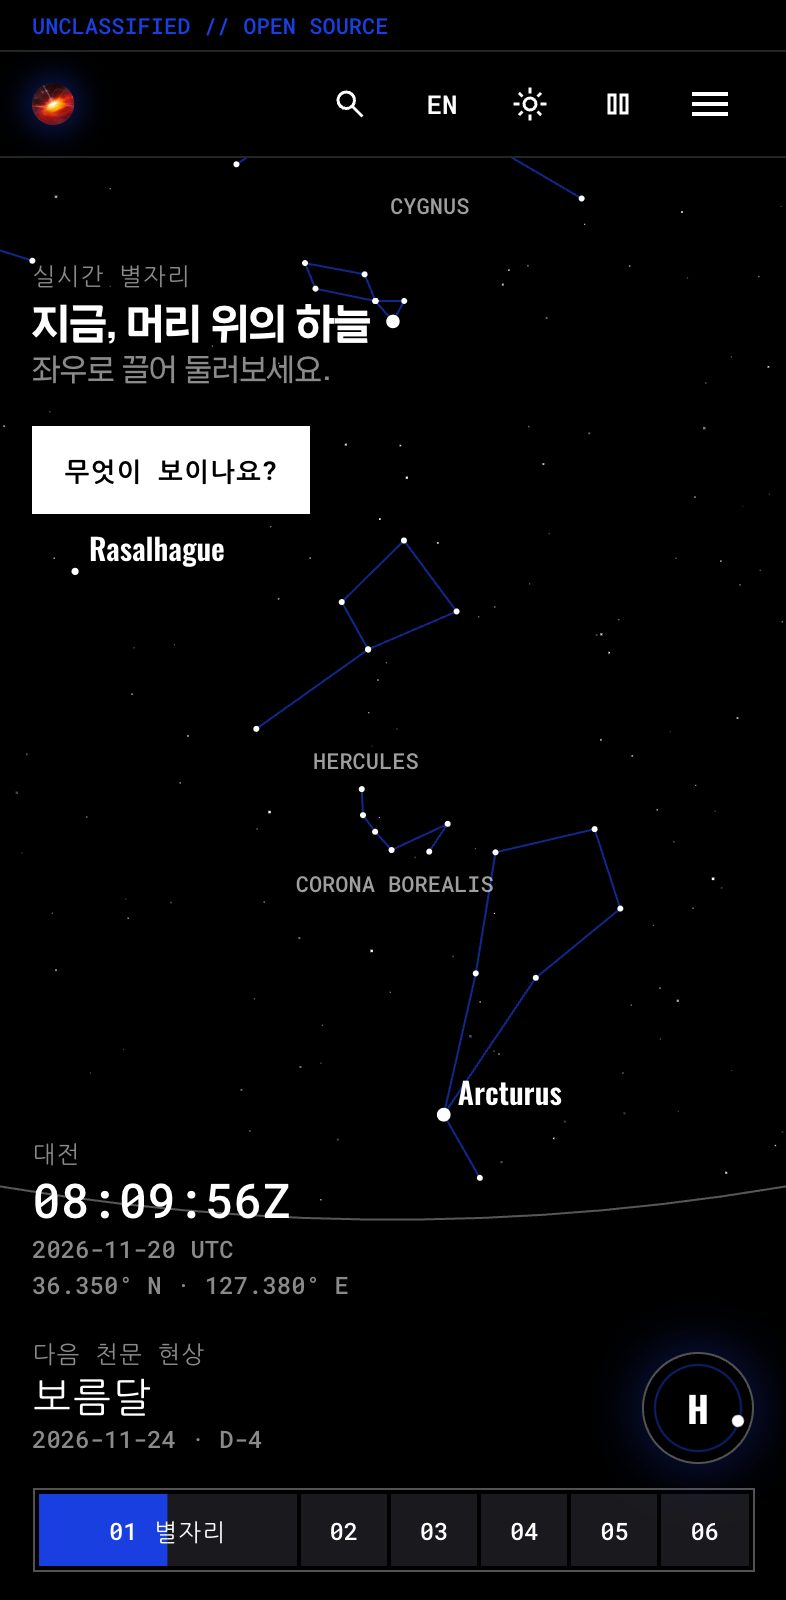 UNCLASSIFIED // OPEN SOURCE
EN
CYGNUS
실시간 별자리
지금, 머리 위의 하늘
좌우로 끌어 둘러보세요.
무엇이 보이나요?
Rasalhague
HERCULES
CORONA BOREALIS
Arcturus
대전
08:09:56Z
2026-11-20 UTC
36.350° N · 127.380° E
다음 천문 현상
보름달
2026-11-24 · D-4
H
01 별자리 02 03 04 05 06